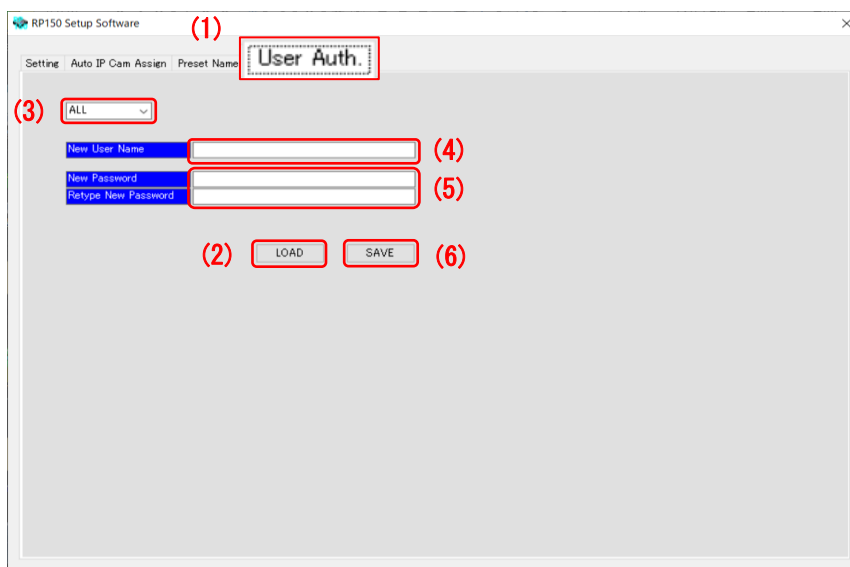 RP150 Setup Software
(1)
Setting Auto IP Cam Assign Preset Name User Auth.
(3) ALL
New User Name (4)
New Password (5)
Retype New Password
(2) LOAD SAVE (6)